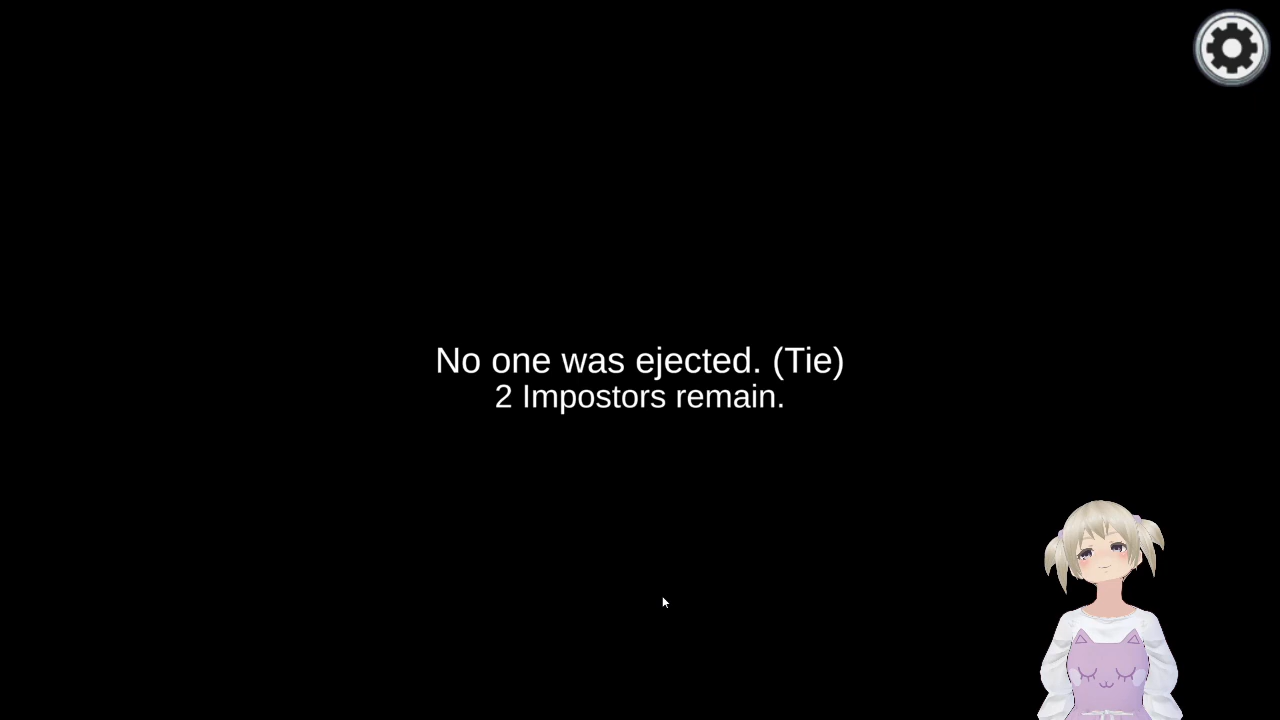 No one was ejected. (Tie)
2 Impostors remain.